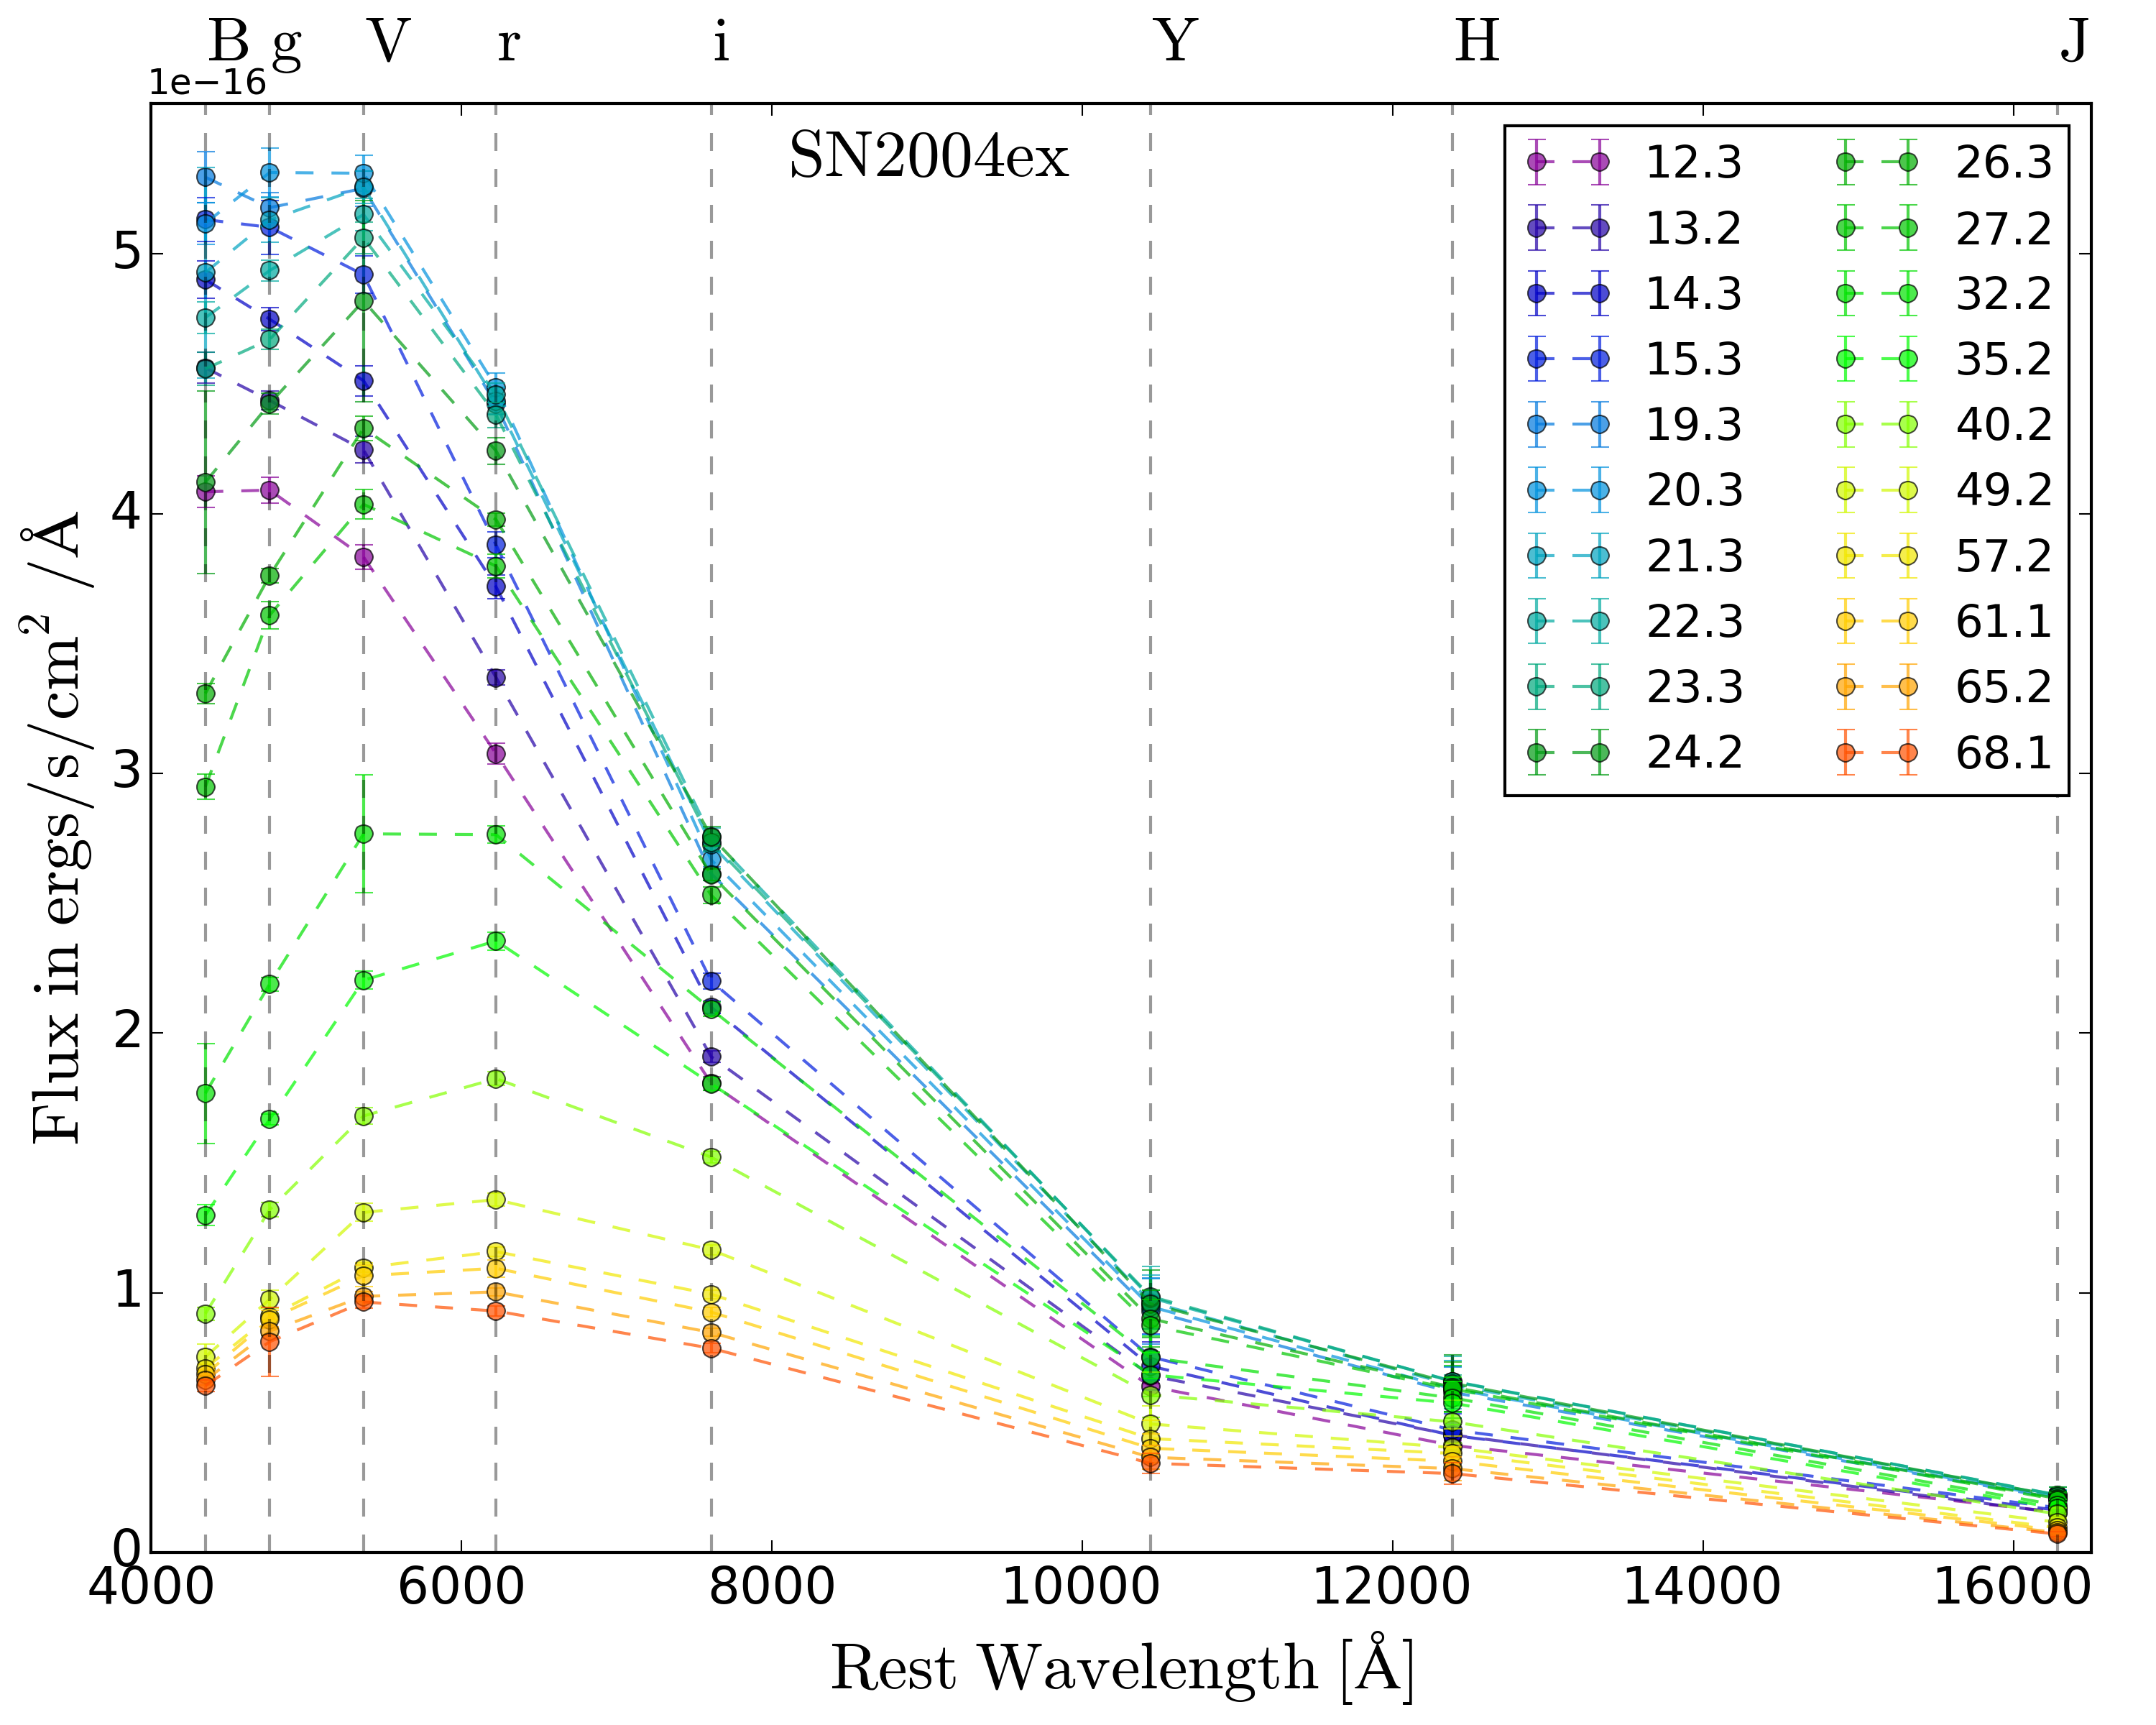 B g V r i Y H J
1e−16
SN2004ex
12.3 26.3
13.2 27.2
14.3 32.2
15.3 35.2
19.3 40.2
20.3 49.2
21.3 57.2
22.3 61.1
23.3 65.2
24.2 68.1
5
4
3
2
1
0
Flux in ergs/s/cm² /Å
4000 6000 8000 10000 12000 14000 16000
Rest Wavelength [Å]